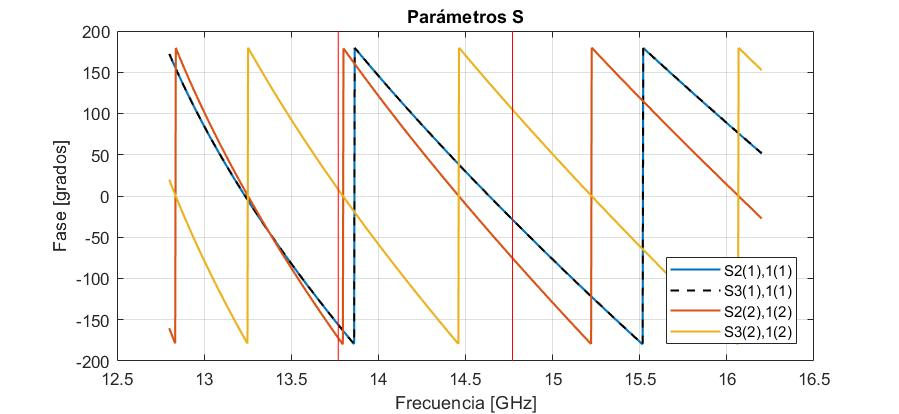 Parámetros S
Fase [grados]
200
150
100
50
0
-50
-100
-150
-200
12.5 13 13.5 14 14.5 15 15.5 16 16.5
Frecuencia [GHz]
S2(1),1(1)
S3(1),1(1)
S2(2),1(2)
S3(2),1(2)